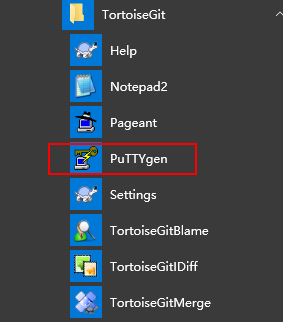 TortoiseGit
Help
Notepad2
Pageant
PuTTYgen
Settings
TortoiseGitBlame
TortoiseGitIDiff
TortoiseGitMerge